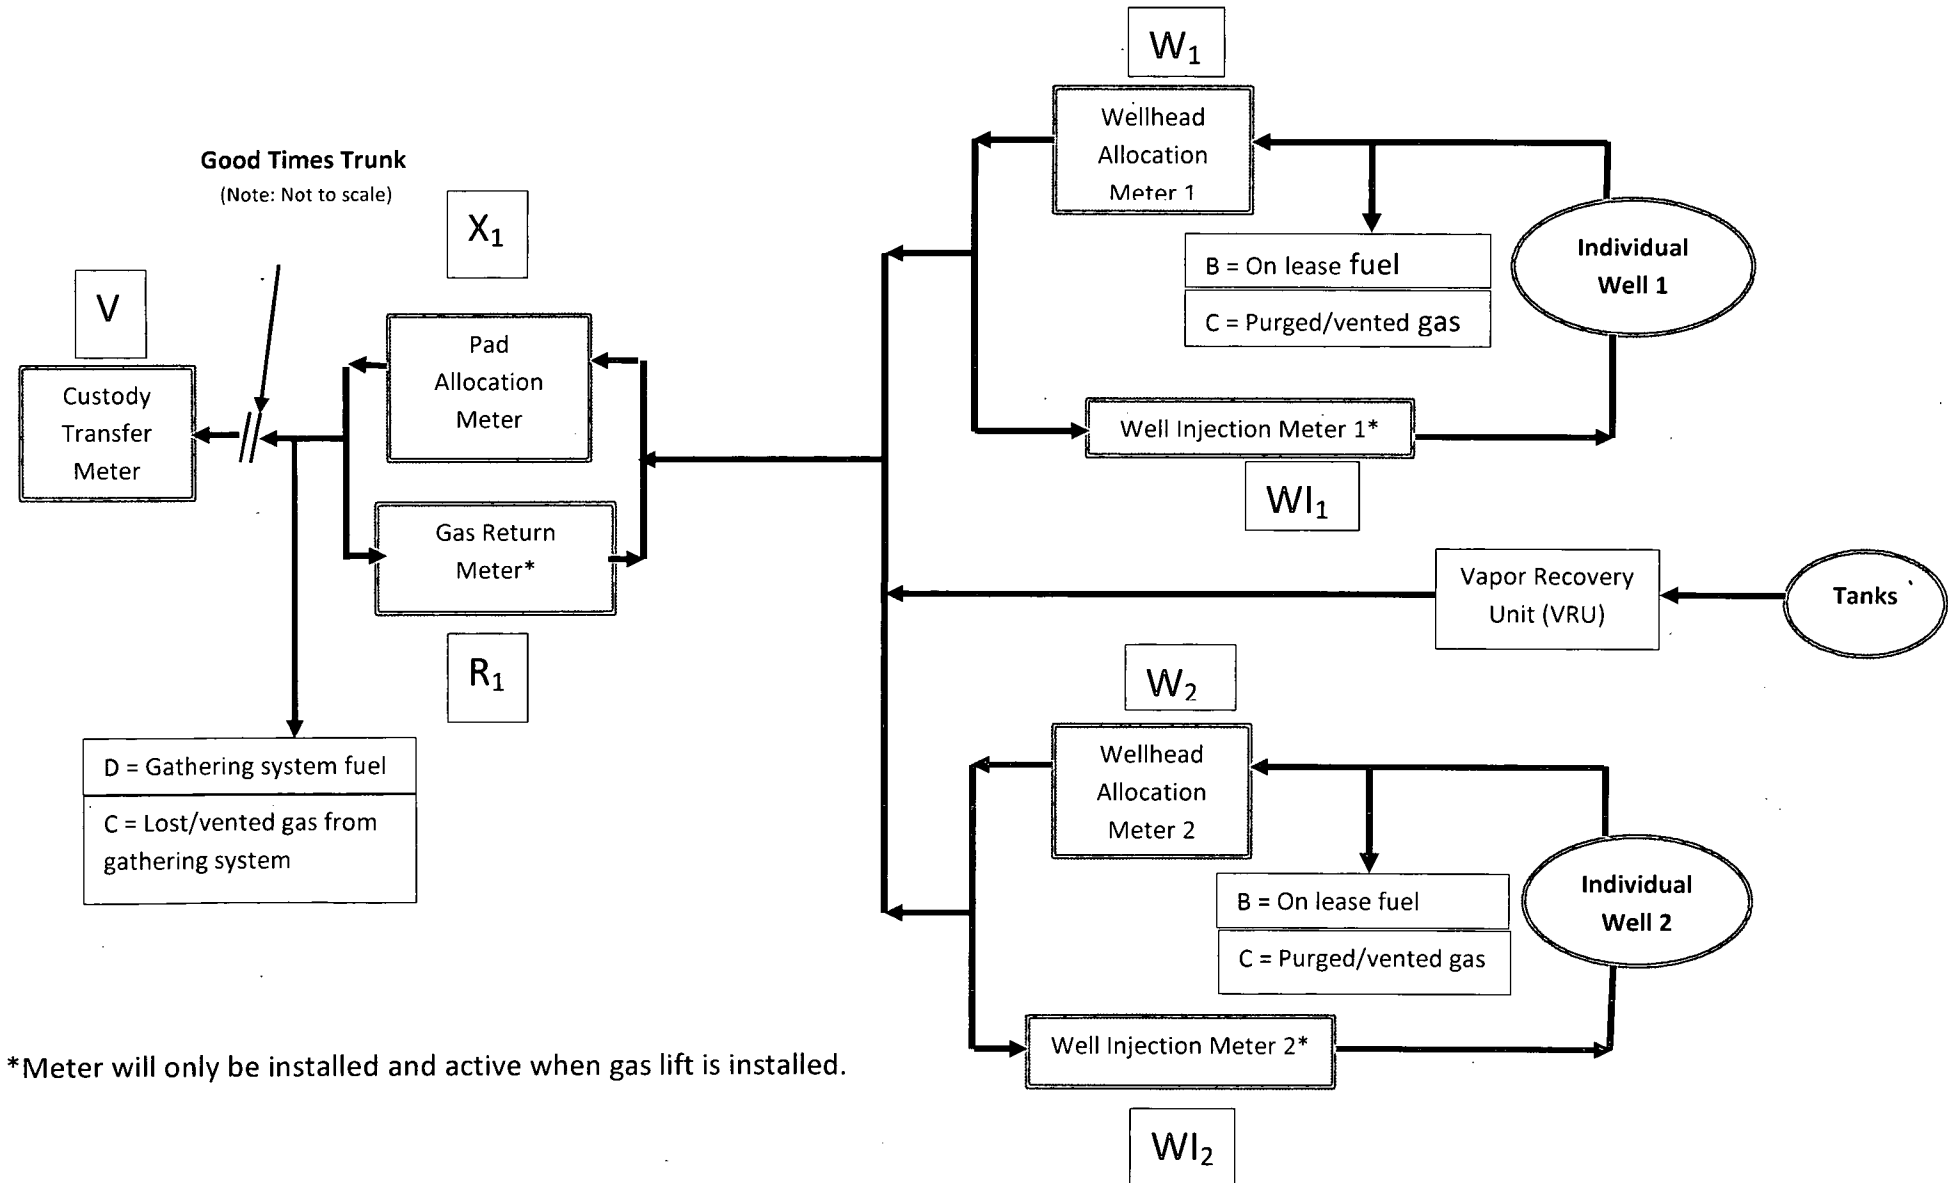 W1
Wellhead
Allocation
Meter 1
Good Times Trunk
(Note: Not to scale)
X1
V
Custody
Transfer
Meter
Pad
Allocation
Meter
Gas Return
Meter*
R1
D = Gathering system fuel
C = Lost/vented gas from
gathering system
B = On lease fuel
C = Purged/vented gas
Individual
Well 1
Well Injection Meter 1*
WI1
Vapor Recovery
Unit (VRU)
Tanks
W2
Wellhead
Allocation
Meter 2
B = On lease fuel
C = Purged/vented gas
Individual
Well 2
Well Injection Meter 2*
WI2
*Meter will only be installed and active when gas lift is installed.